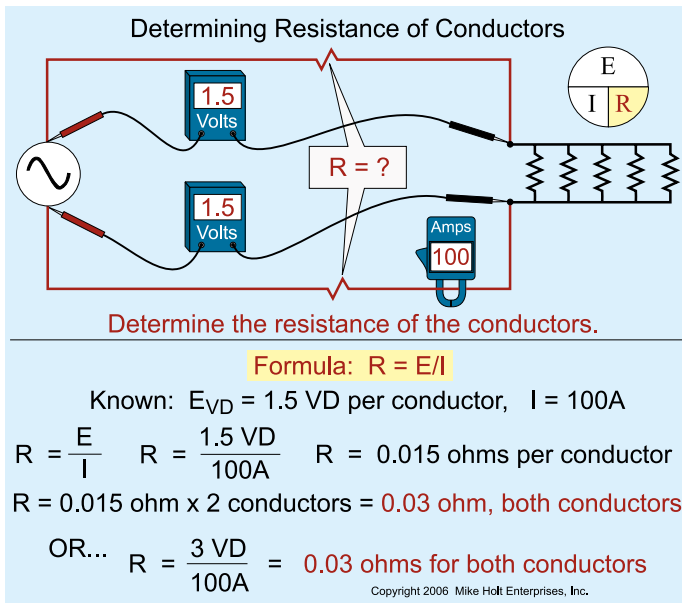 Determining Resistance of Conductors
1.5
Volts
E
I R
R = ?
1.5
Volts
Amps
100
Determine the resistance of the conductors.
Formula: R = E/I
Known: EVD = 1.5 VD per conductor, I = 100A
R = E/I R = 1.5 VD/100A R = 0.015 ohms per conductor
R = 0.015 ohm x 2 conductors = 0.03 ohm, both conductors
OR... R = 3 VD/100A = 0.03 ohms for both conductors
Copyright 2006 Mike Holt Enterprises, Inc.